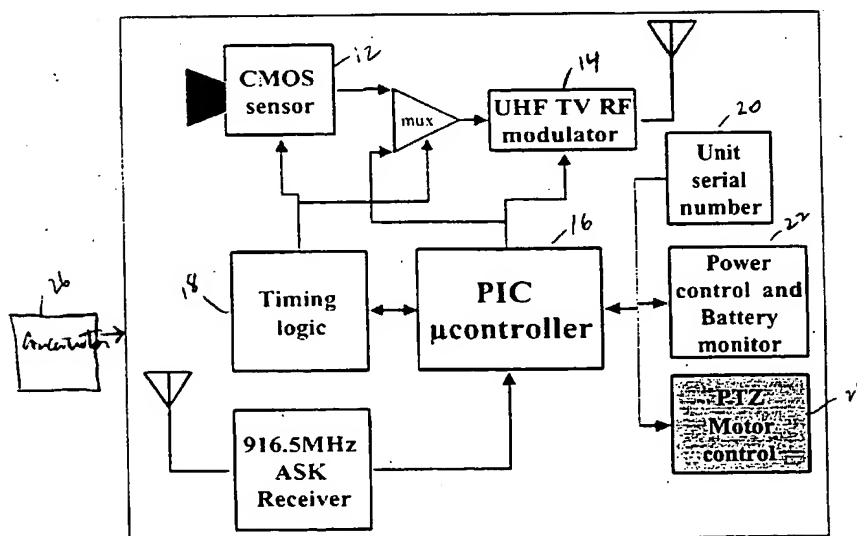 12
CMOS
sensor
mux
14
UHF TV RF
modulator
20
Unit
serial
number
16
22
18
Timing
logic
PIC
μcontroller
Power
control and
Battery
monitor
26
916.5MHz
ASK
Receiver
PTZ
Motor
control